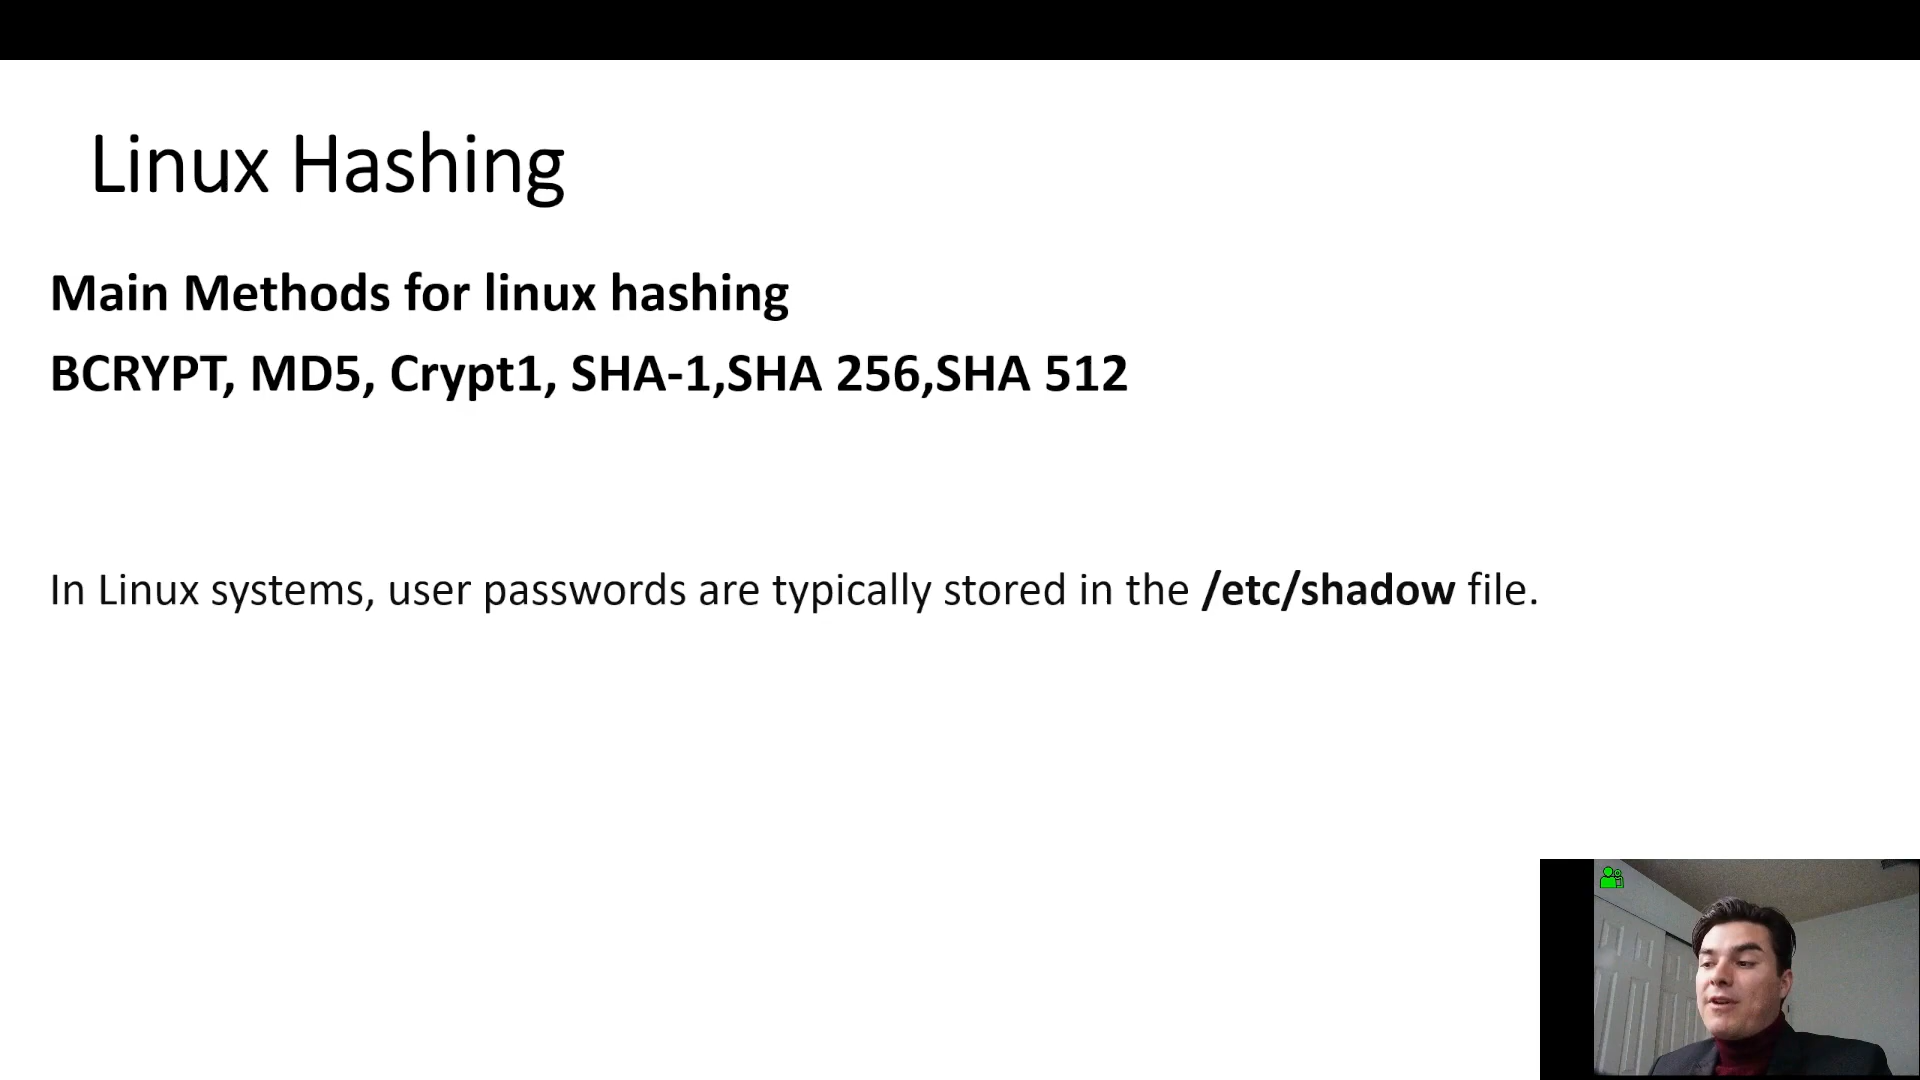 Linux Hashing
Main Methods for linux hashing
BCRYPT, MD5, Crypt1, SHA-1,SHA 256,SHA 512
In Linux systems, user passwords are typically stored in the /etc/shadow file.